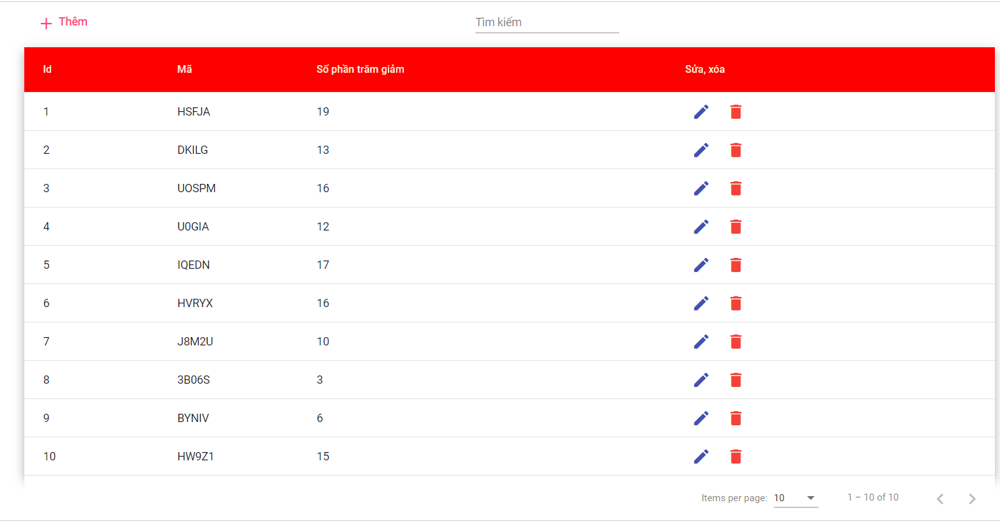 Thêm
Tìm kiếm
Id Mã Số phần trăm giảm Sửa, xóa
1 HSFJA 19
2 DKILG 13
3 UOSPM 16
4 U0GIA 12
5 IQEDN 17
6 HVRYX 16
7 J8M2U 10
8 3B06S 3
9 BYNIV 6
10 HW9Z1 15
Items per page: 10 1 – 10 of 10